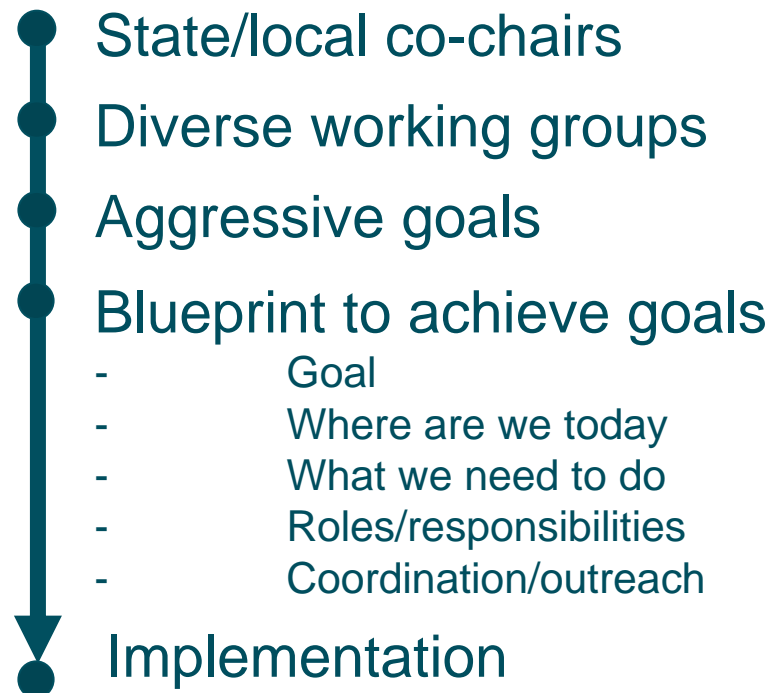 State/local co-chairs
Diverse working groups
Aggressive goals
Blueprint to achieve goals
- Goal
- Where are we today
- What we need to do
- Roles/responsibilities
- Coordination/outreach
Implementation